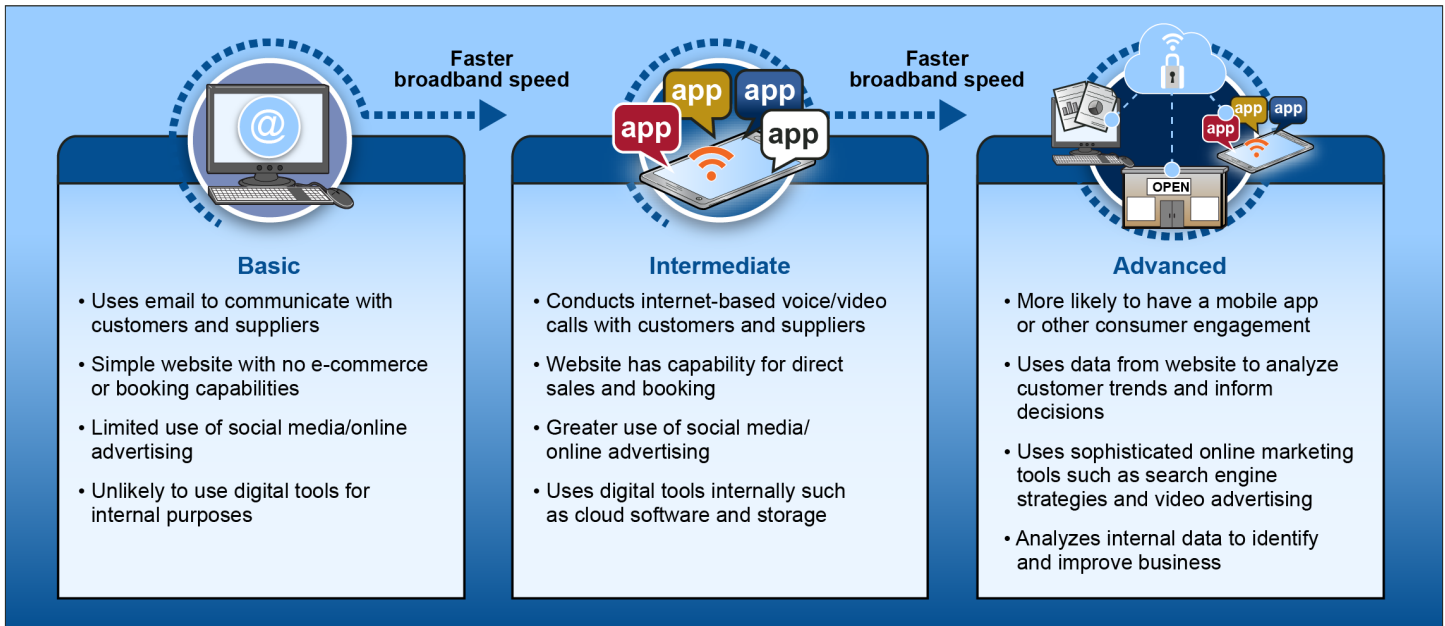 Faster
broadband speed
Faster
broadband speed
@
app
app
app
app
app
app
app
OPEN
Basic
• Uses email to communicate with
customers and suppliers
• Simple website with no e-commerce
or booking capabilities
• Limited use of social media/online
advertising
• Unlikely to use digital tools for
internal purposes
Intermediate
• Conducts internet-based voice/video
calls with customers and suppliers
• Website has capability for direct
sales and booking
• Greater use of social media/
online advertising
• Uses digital tools internally such
as cloud software and storage
Advanced
• More likely to have a mobile app
or other consumer engagement
• Uses data from website to analyze
customer trends and inform
decisions
• Uses sophisticated online marketing
tools such as search engine
strategies and video advertising
• Analyzes internal data to identify
and improve business